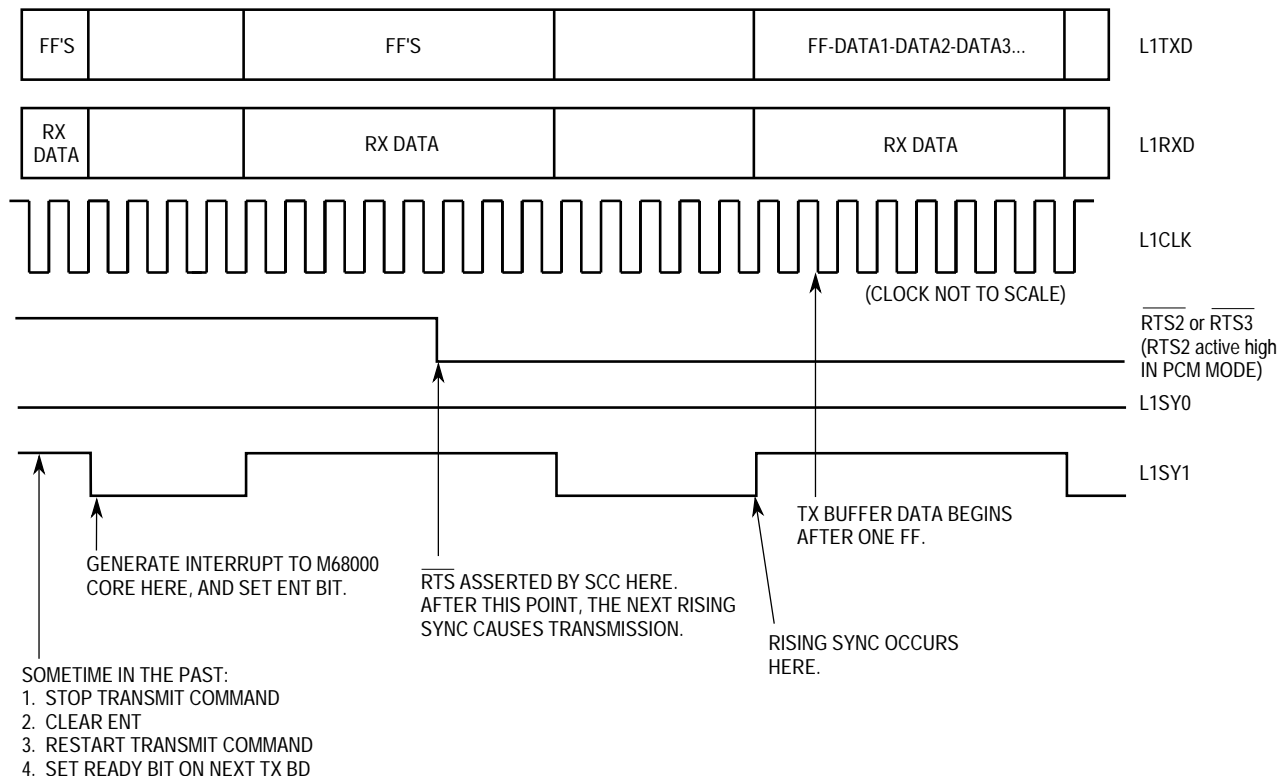 FF'S
FF'S
FF-DATA1-DATA2-DATA3...
L1TXD
RX
DATA
RX DATA
RX DATA
L1RXD
L1CLK
(CLOCK NOT TO SCALE)
RTS2 or RTS3
(RTS2 active high
IN PCM MODE)
L1SY0
L1SY1
TX BUFFER DATA BEGINS
AFTER ONE FF.
GENERATE INTERRUPT TO M68000
CORE HERE, AND SET ENT BIT.
RTS ASSERTED BY SCC HERE.
AFTER THIS POINT, THE NEXT RISING
SYNC CAUSES TRANSMISSION.
RISING SYNC OCCURS
HERE.
SOMETIME IN THE PAST:
1. STOP TRANSMIT COMMAND
2. CLEAR ENT
3. RESTART TRANSMIT COMMAND
4. SET READY BIT ON NEXT TX BD